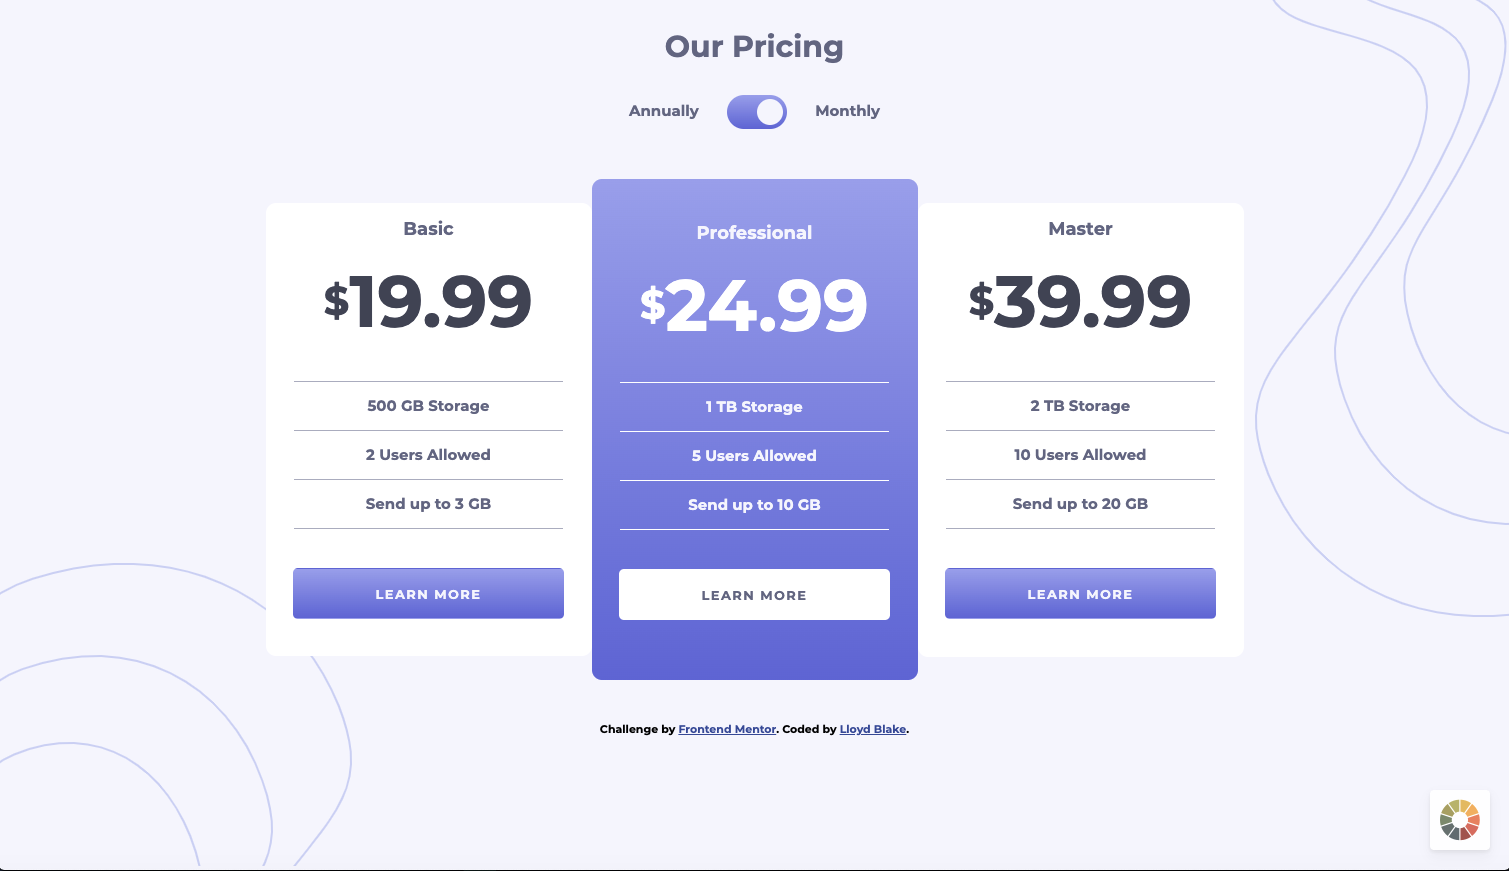 Our Pricing
Annually Monthly
Basic
$19.99
500 GB Storage
2 Users Allowed
Send up to 3 GB
LEARN MORE
Professional
$24.99
1 TB Storage
5 Users Allowed
Send up to 10 GB
LEARN MORE
Master
$39.99
2 TB Storage
10 Users Allowed
Send up to 20 GB
LEARN MORE
Challenge by Frontend Mentor. Coded by Lloyd Blake.